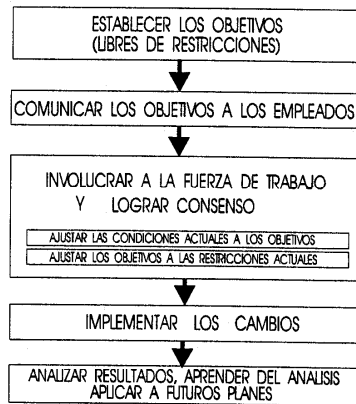 ESTABLECER LOS OBJETIVOS
(LIBRES DE RESTRICCIONES)
COMUNICAR LOS OBJETIVOS A LOS EMPLEADOS
INVOLUCRAR A LA FUERZA DE TRABAJO
Y LOGRAR CONSENSO
AJUSTAR LAS CONDICIONES ACTUALES A LOS OBJETIVOS
AJUSTAR LOS OBJETIVOS A LAS RESTRICCIONES ACTUALES
IMPLEMENTAR LOS CAMBIOS
ANALIZAR RESULTADOS, APRENDER DEL ANALISIS
APLICAR A FUTUROS PLANES